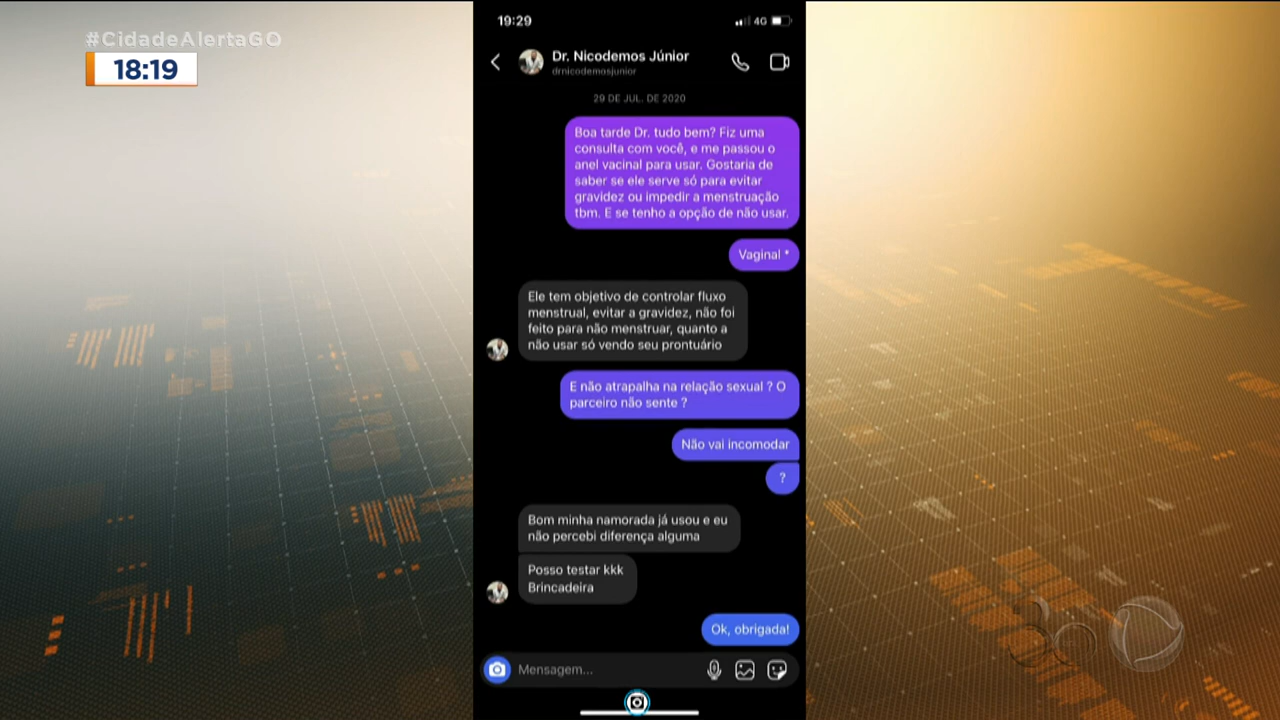 #CidadeAlertaGO
18:19
19:29
4G
Dr. Nicodemos Júnior
drnicodemosjunior
29 DE JUL. DE 2020
Boa tarde Dr. tudo bem? Fiz uma
consulta com você, e me passou o
anel vacinal para usar. Gostaria de
saber se ele serve só para evitar
gravidez ou impedir a menstruação
tbm. E se tenho a opção de não usar.
Vaginal *
Ele tem objetivo de controlar fluxo
menstrual, evitar a gravidez, não foi
feito para não menstruar, quanto a
não usar só vendo seu prontuário
E não atrapalha na relação sexual ? O
parceiro não sente ?
Não vai incomodar
?
Bom minha namorada já usou e eu
não percebi diferença alguma
Posso testar kkk
Brincadeira
Ok, obrigada!
Mensagem...